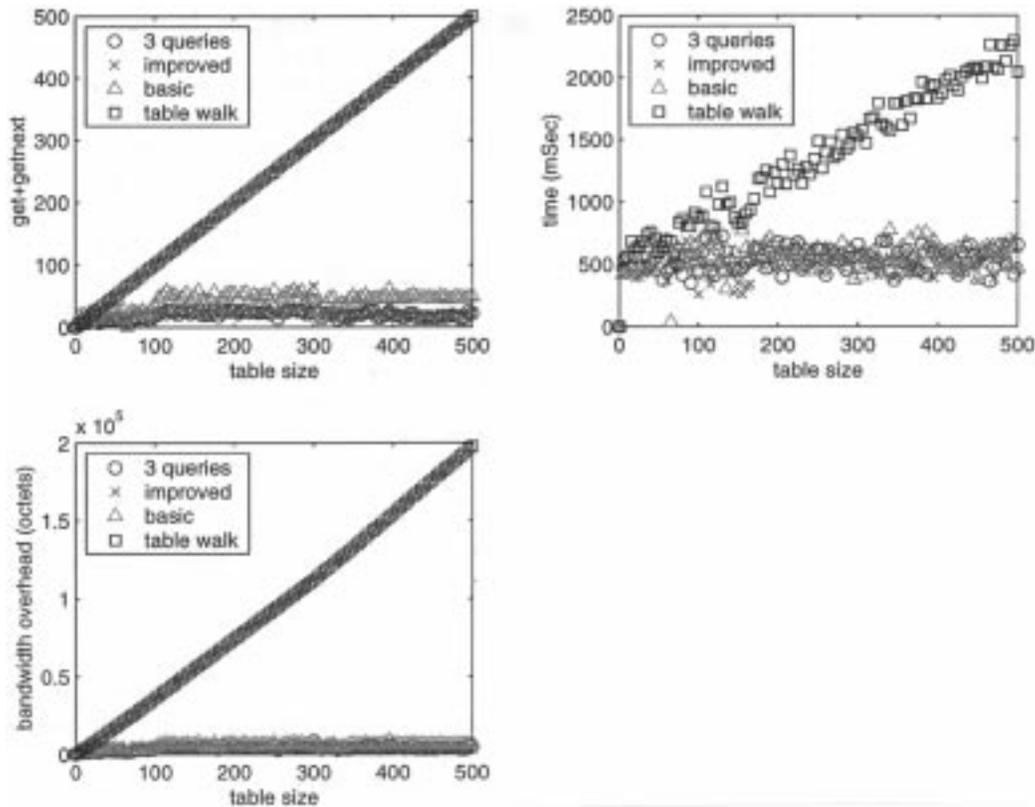 500
400
300
200
100
0
get+getnext
3 queries
improved
basic
table walk
0
100
200
300
400
500
table size
2500
2000
1500
1000
500
0
time (mSec)
3 queries
improved
basic
table walk
0
100
200
300
400
500
table size
x 10^5
2
1.5
1
0.5
0
bandwidth overhead (octets)
3 queries
improved
basic
table walk
0
100
200
300
400
500
table size